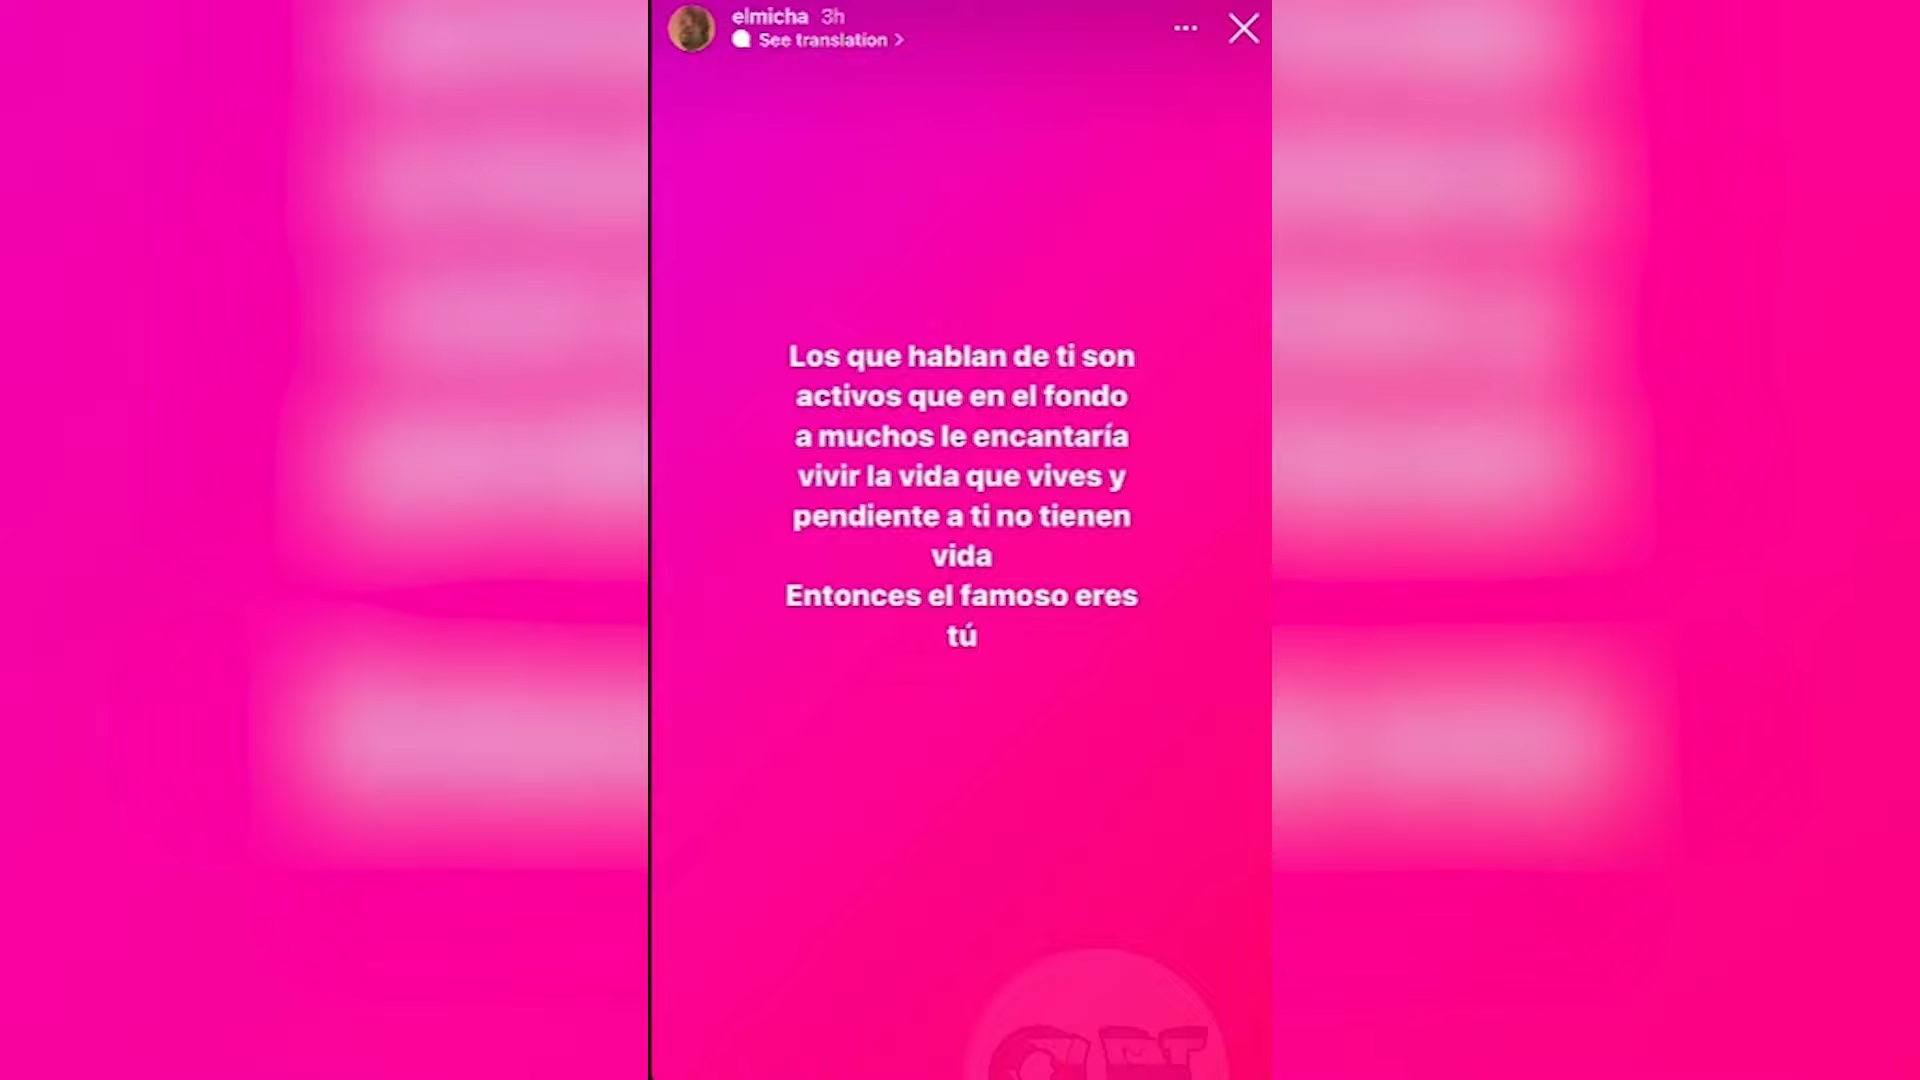 elmicha 3h
See translation
Los que hablan de ti son
activos que en el fondo
a muchos le encantaría
vivir la vida que vives y
pendiente a ti no tienen
vida
Entonces el famoso eres
tú